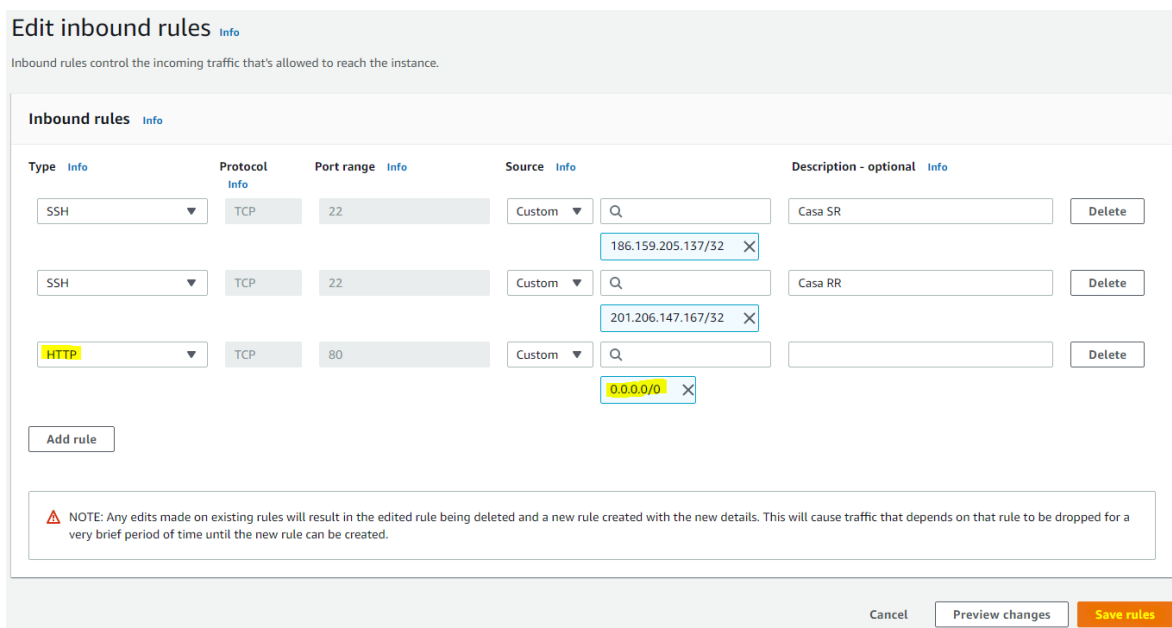 Edit inbound rules Info
Inbound rules control the incoming traffic that's allowed to reach the instance.
Inbound rules Info
Type Info Protocol Info Port range Info Source Info Description - optional Info
SSH TCP 22 Custom Casa SR Delete
186.159.205.137/32
SSH TCP 22 Custom Casa RR Delete
201.206.147.167/32
HTTP TCP 80 Custom Delete
0.0.0.0/0
Add rule
NOTE: Any edits made on existing rules will result in the edited rule being deleted and a new rule created with the new details. This will cause traffic that depends on that rule to be dropped for a
very brief period of time until the new rule can be created.
Cancel Preview changes Save rules